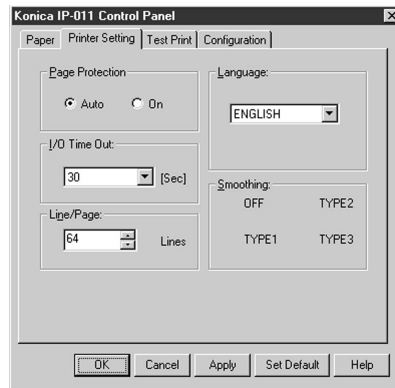 Konica IP-011 Control Panel
Paper Printer Setting Test Print Configuration
Page Protection
Auto On
I/O Time Out:
30 [Sec]
Line/Page:
64 Lines
Language:
ENGLISH
Smoothing:
OFF TYPE2
TYPE1 TYPE3
OK Cancel Apply Set Default Help